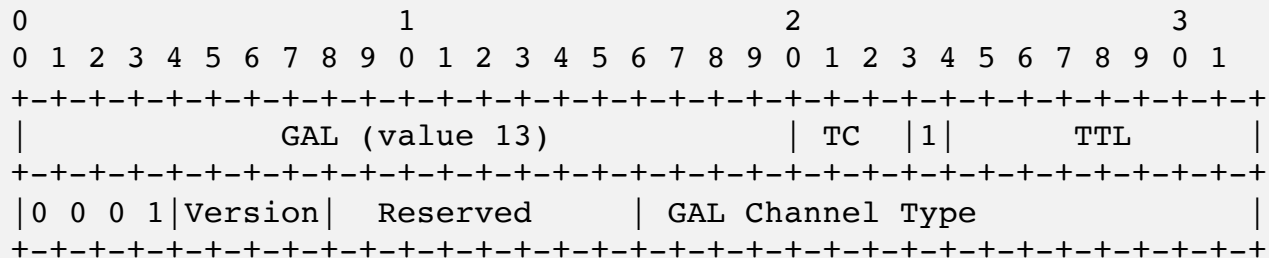 0                   1                   2                   3
0 1 2 3 4 5 6 7 8 9 0 1 2 3 4 5 6 7 8 9 0 1 2 3 4 5 6 7 8 9 0 1
+-+-+-+-+-+-+-+-+-+-+-+-+-+-+-+-+-+-+-+-+-+-+-+-+-+-+-+-+-+-+-+-+
|             GAL (value 13)            | TC  |1|      TTL      |
+-+-+-+-+-+-+-+-+-+-+-+-+-+-+-+-+-+-+-+-+-+-+-+-+-+-+-+-+-+-+-+-+
|0 0 0 1|Version|  Reserved     | GAL Channel Type              |
+-+-+-+-+-+-+-+-+-+-+-+-+-+-+-+-+-+-+-+-+-+-+-+-+-+-+-+-+-+-+-+-+